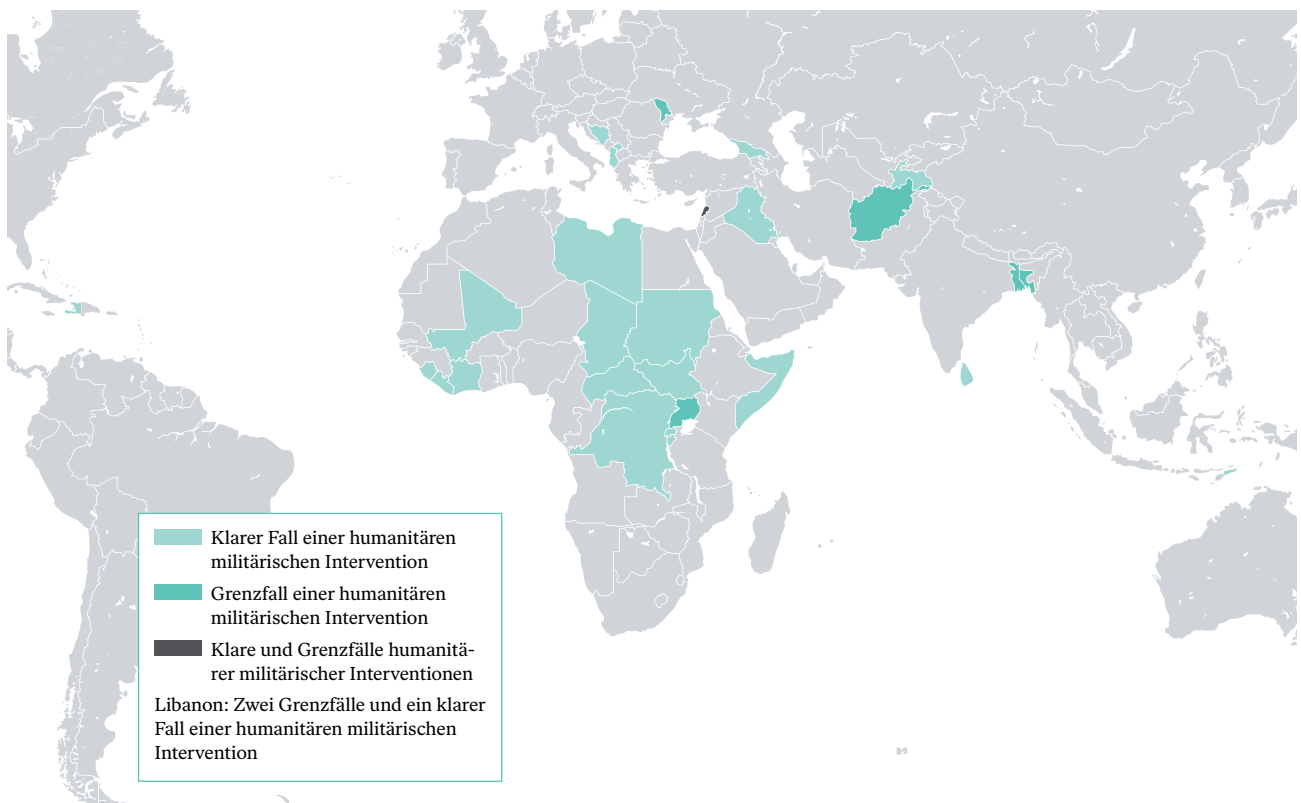 Klarer Fall einer humanitären
militärischen Intervention
Grenzfall einer humanitären
militärischen Intervention
Klare und Grenzfälle humanitä-
rer militärischer Interventionen
Libanon: Zwei Grenzfälle und ein klarer
Fall einer humanitären militärischen
Intervention